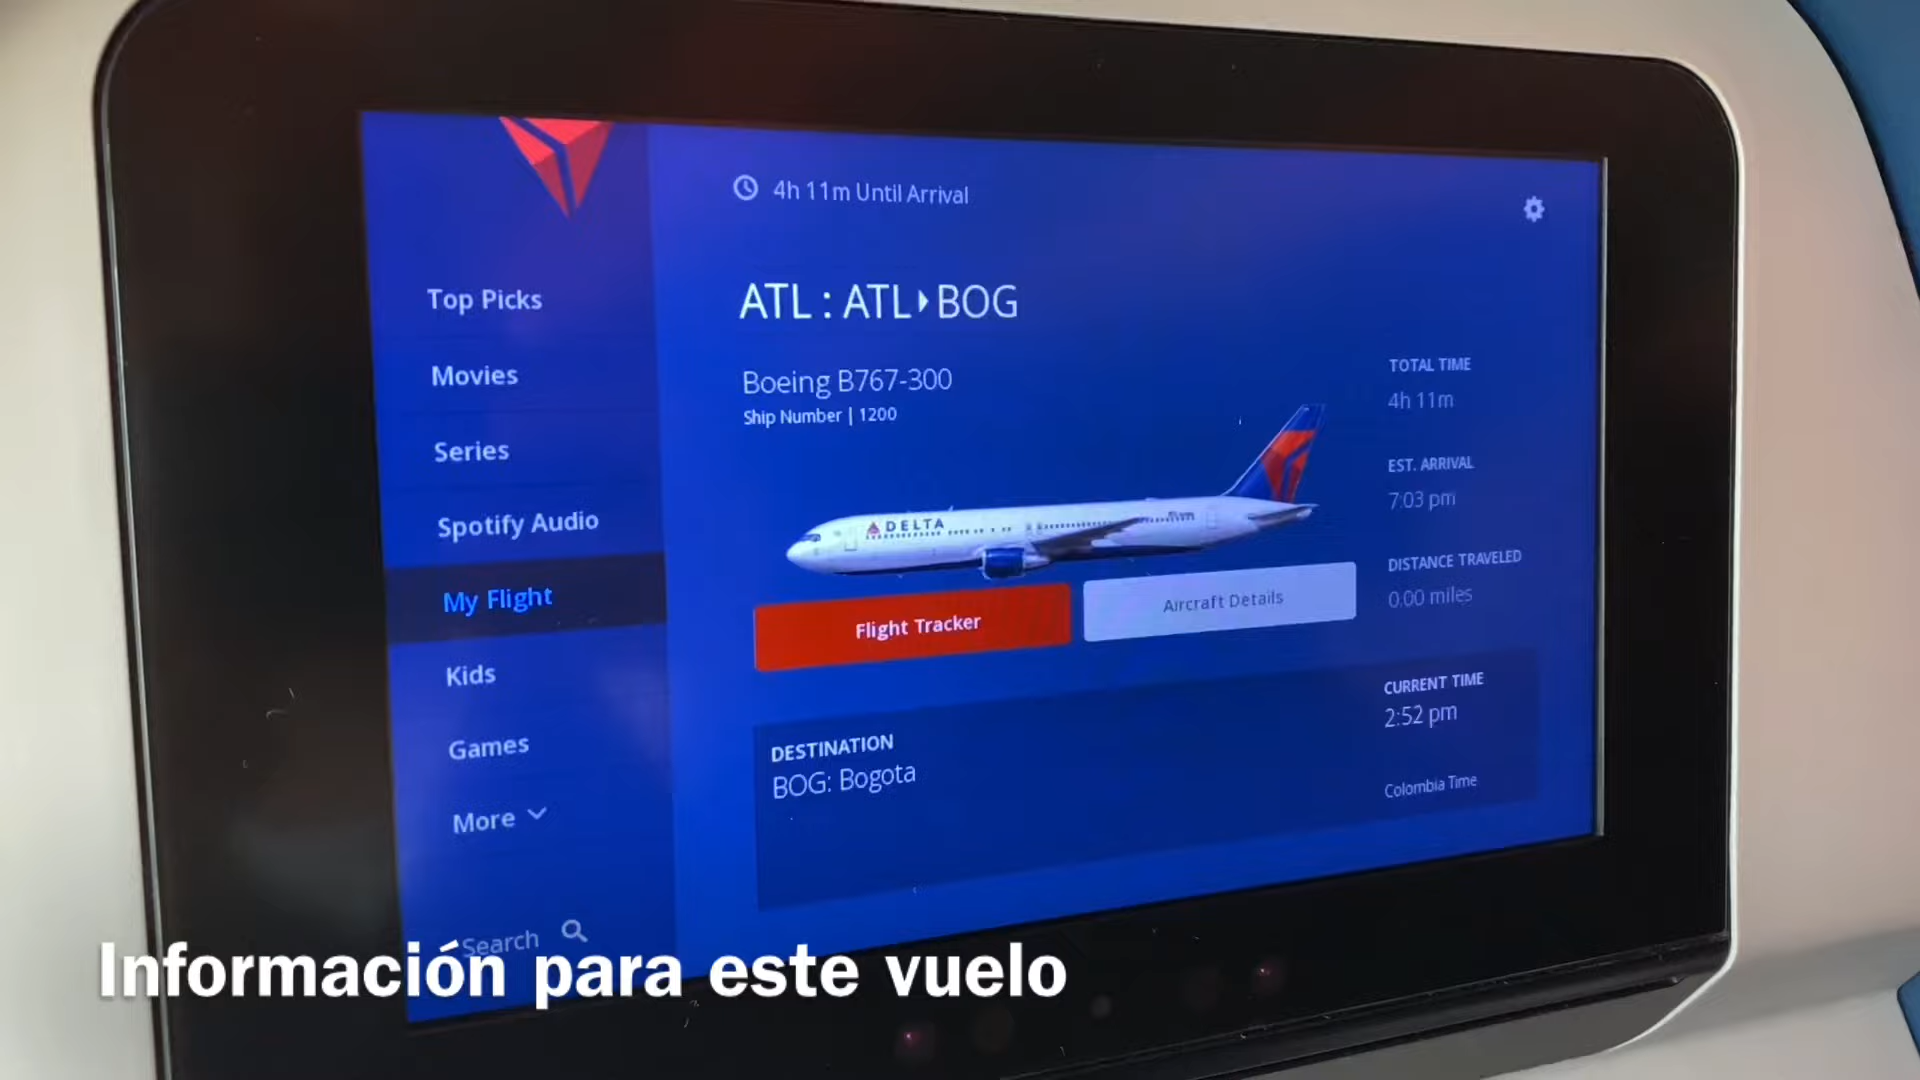 4h 11m Until Arrival
ATL : ATL▸BOG
Boeing B767-300
Ship Number | 1200
Top Picks
Movies
Series
Spotify Audio
My Flight
Kids
Games
More
Search
DELTA
Flight Tracker
Aircraft Details
TOTAL TIME
4h 11m
EST. ARRIVAL
7:03 pm
DISTANCE TRAVELED
0.00 miles
DESTINATION
BOG: Bogota
CURRENT TIME
2:52 pm
Colombia Time
Información para este vuelo